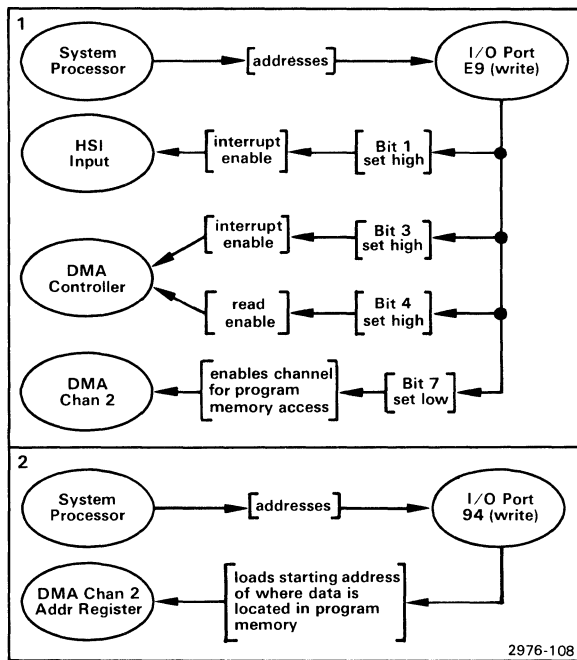 1
System
Processor
[addresses]
I/O Port
E9 (write)
HSI
Input
[interrupt
enable]
[Bit 1
set high]
DMA
Controller
[interrupt
enable]
[Bit 3
set high]
[read
enable]
[Bit 4
set high]
DMA
Chan 2
[enables channel
for program
memory access]
[Bit 7
set low]
2
System
Processor
[addresses]
I/O Port
94 (write)
DMA Chan 2
Addr Register
[loads starting address
of where data is
located in program
memory]
2976-108